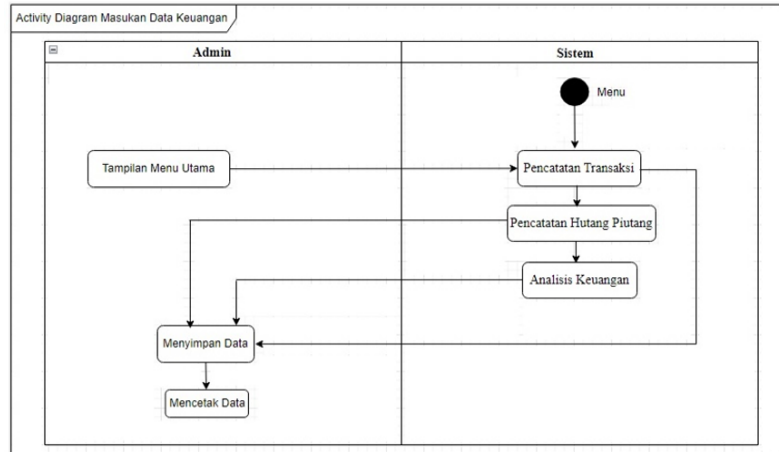 Activity Diagram Masukan Data Keuangan
Admin
Sistem
Menu
Tampilan Menu Utama
Pencatatan Transaksi
Pencatatan Hutang Piutang
Analisis Keuangan
Menyimpan Data
Mencetak Data